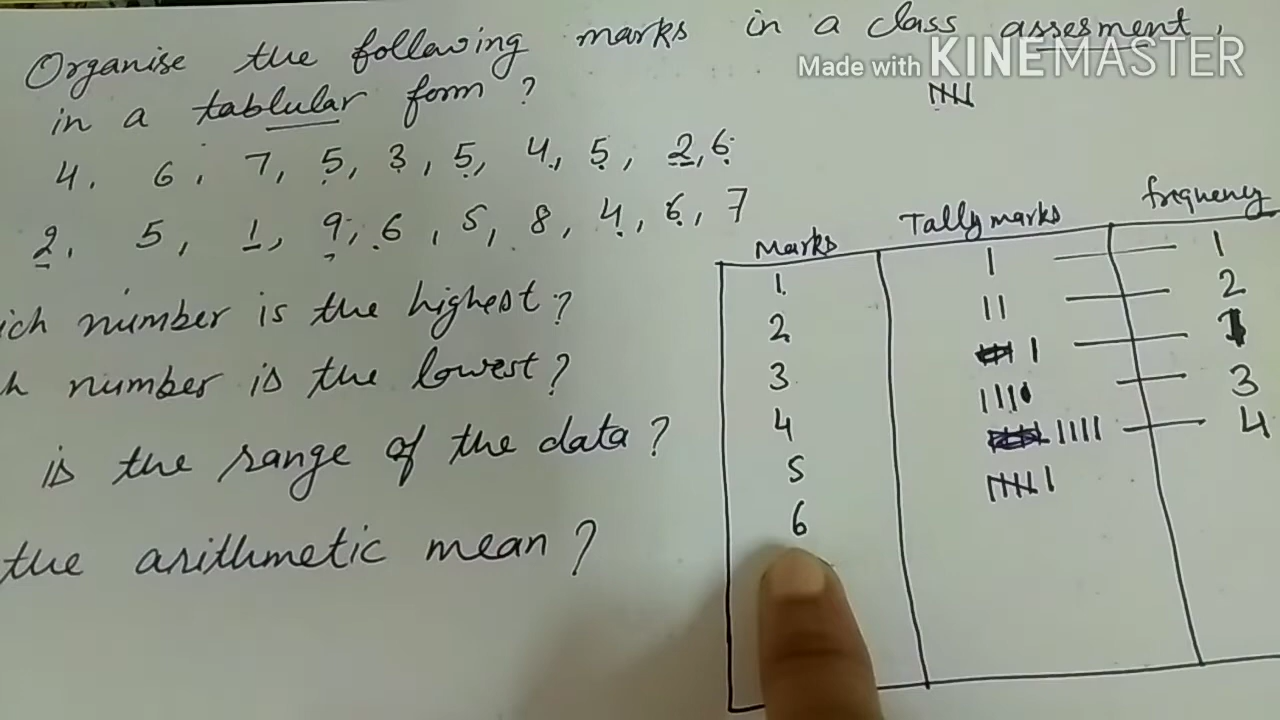 Organise the following marks in a class assesment,
in a tablular form ?
Made with KINEMASTER
4, 6, 7, 5, 3, 5, 4, 5, 2, 6
2, 5, 1, 9, 6, 5, 8, 4, 6, 7
ich number is the highest?
h number is the lowest?
is the range of the data?
the arithmetic mean?
Marks Tally marks frequency
1 | 1
2 || 2
3 | 1
4 ||| 3
5 |||| 4
6